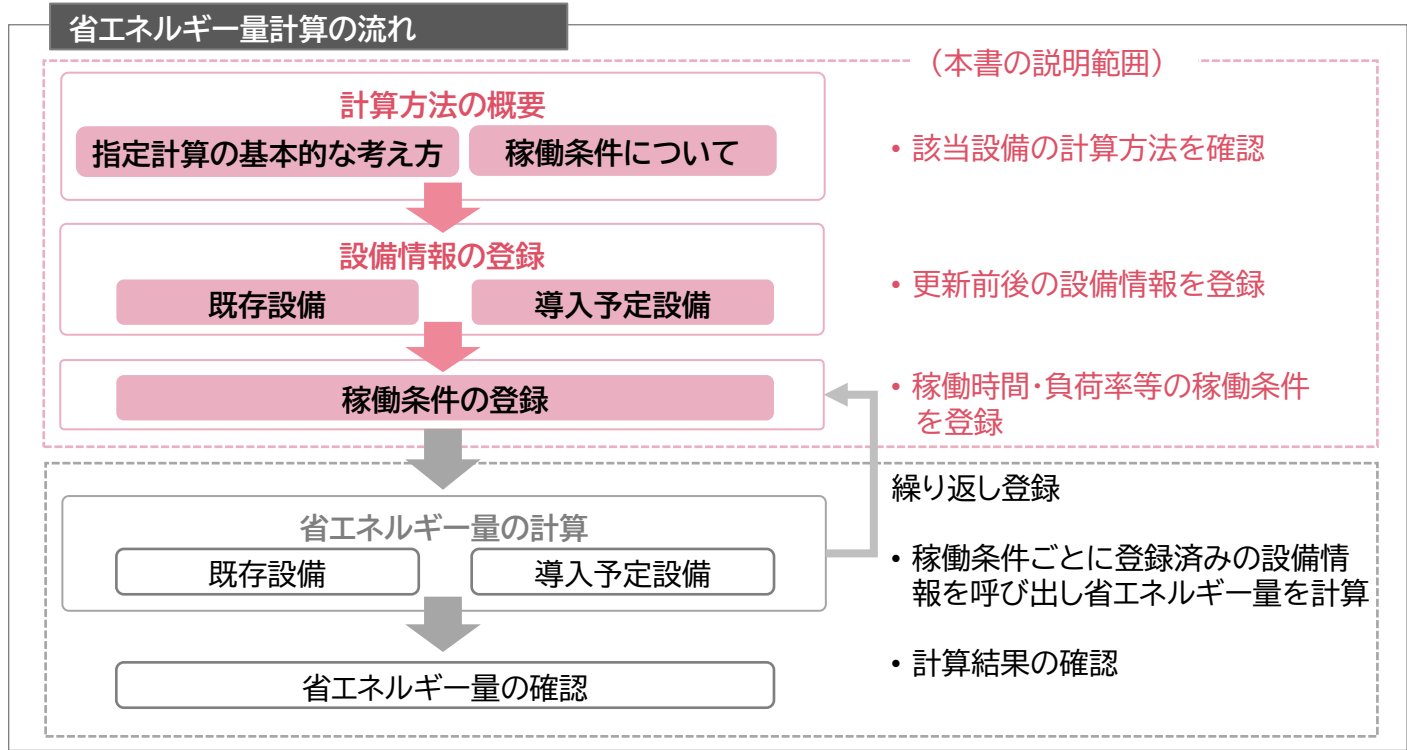 省エネルギー量計算の流れ
（本書の説明範囲）
計算方法の概要
指定計算の基本的な考え方
稼働条件について
• 該当設備の計算方法を確認
設備情報の登録
既存設備
導入予定設備
• 更新前後の設備情報を登録
稼働条件の登録
• 稼働時間・負荷率等の稼働条件
を登録
繰り返し登録
省エネルギー量の計算
既存設備
導入予定設備
• 稼働条件ごとに登録済みの設備情
報を呼び出し省エネルギー量を計算
省エネルギー量の確認
• 計算結果の確認